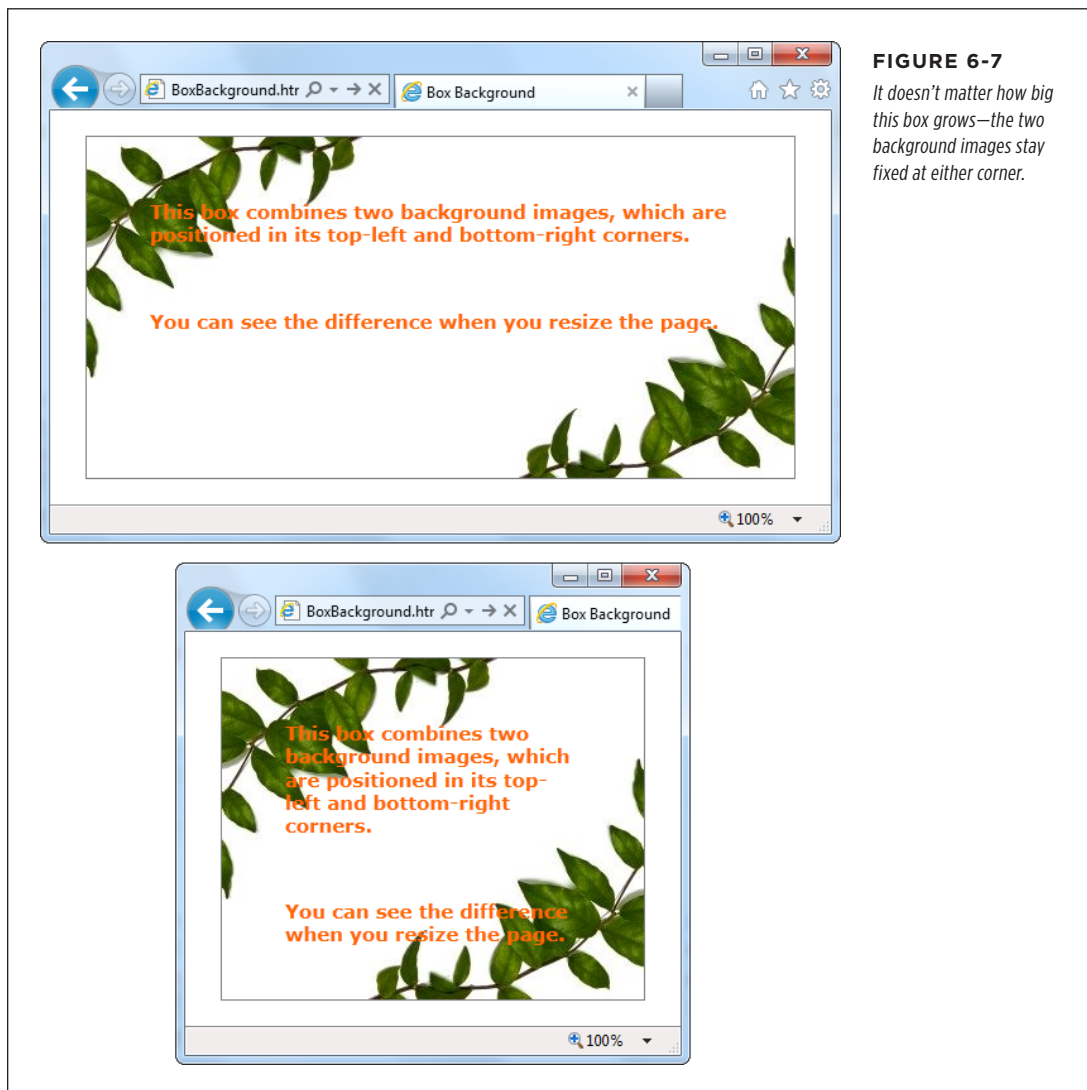 FIGURE 6-7
It doesn’t matter how big
this box grows—the two
background images stay
fixed at either corner.
BoxBackground.htr
Box Background
This box combines two background images, which are
positioned in its top-left and bottom-right corners.
You can see the difference when you resize the page.
100%
BoxBackground.htr
Box Background
This box combines two
background images, which
are positioned in its top-
left and bottom-right
corners.
You can see the difference
when you resize the page.
100%